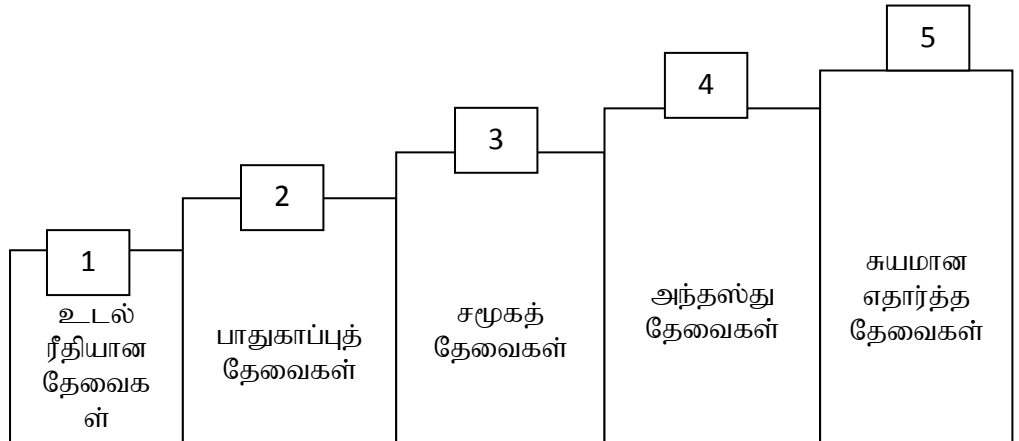 1
உடல்
ரீதியான
தேவைக
ள்
2
பாதுகாப்புத்
தேவைகள்
3
சமூகத்
தேவைகள்
4
அந்தஸ்து
தேவைகள்
5
சுயமான
எதார்த்த
தேவைகள்